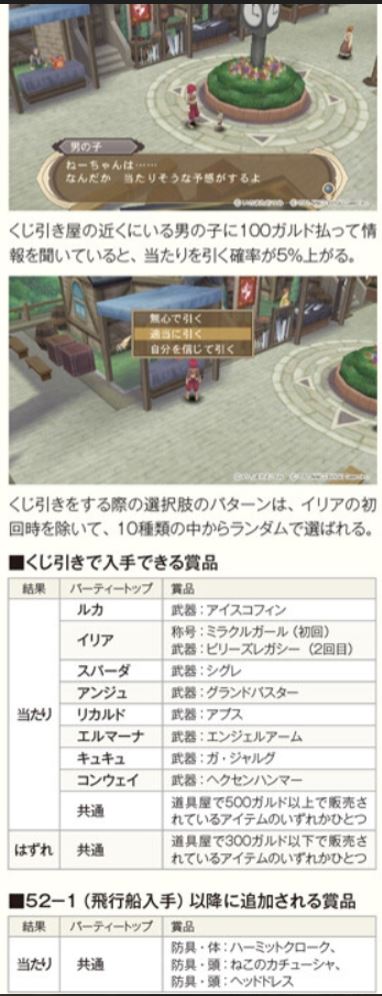 男の子
ねーちゃんは……
なんだか 当たりそうな予感がするよ
くじ引き屋の近くにいる男の子に100ガルド払って情
報を聞いていると、当たりを引く確率が5%上がる。
無心で引く
適当に引く
自分を信じて引く
くじ引きをする際の選択肢のパターンは、イリアの初
回時を除いて、10種類の中からランダムで選ばれる。
■くじ引きで入手できる賞品
結果 パーティートップ 賞品
当たり
ルカ 武器：アイスコフィン
イリア 称号：ミラクルガール（初回）
武器：ビリーズレガシー（2回目）
スパーダ 武器：シグレ
アンジュ 武器：グランドバスター
リカルド 武器：アプス
エルマーナ 武器：エンジェルアーム
キュキュ 武器：ガ・ジャルグ
コンウェイ 武器：ヘクセンハンマー
共通 道具屋で500ガルド以上で販売さ
れているアイテムのいずれかひとつ
はずれ 共通 道具屋で300ガルド以下で販売さ
れているアイテムのいずれかひとつ
■52−1（飛行船入手）以降に追加される賞品
結果 パーティートップ 賞品
当たり 共通 防具・体：ハーミットクローク、
防具・頭：ねこのカチューシャ、
防具・頭：ヘッドドレス